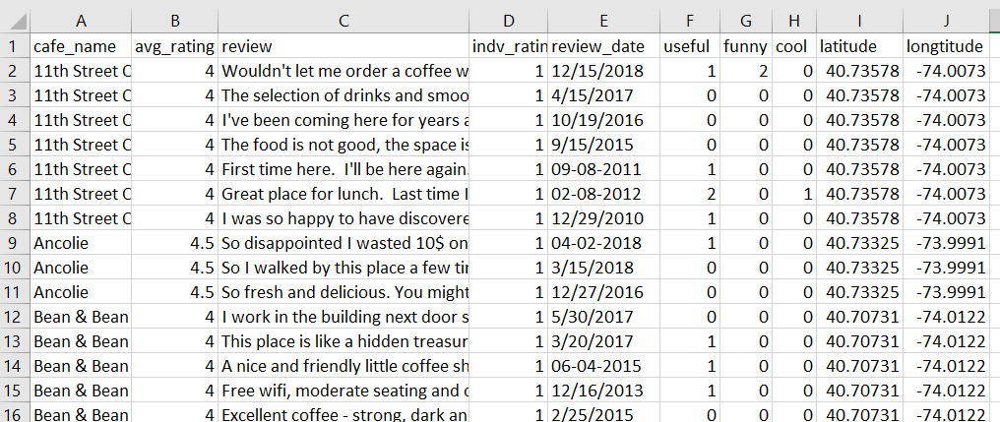 A B C D E F G H I J
1 cafe_name avg_rating review indv_ratin review_date useful funny cool latitude longtitude
2 11th Street C 4 Wouldn't let me order a coffee w 1 12/15/2018 1 2 0 40.73578 -74.0073
3 11th Street C 4 The selection of drinks and smoo 1 4/15/2017 0 0 0 40.73578 -74.0073
4 11th Street C 4 I've been coming here for years a 1 10/19/2016 0 0 0 40.73578 -74.0073
5 11th Street C 4 The food is not good, the space is 1 9/15/2015 0 0 0 40.73578 -74.0073
6 11th Street C 4 First time here.  I'll be here again. 1 09-08-2011 1 0 0 40.73578 -74.0073
7 11th Street C 4 Great place for lunch.  Last time I 1 02-08-2012 2 0 1 40.73578 -74.0073
8 11th Street C 4 I was so happy to have discovere 1 12/29/2010 1 0 0 40.73578 -74.0073
9 Ancolie 4.5 So disappointed I wasted 10$ on 1 04-02-2018 1 0 0 40.73325 -73.9991
10 Ancolie 4.5 So I walked by this place a few tin 1 3/15/2018 0 0 0 40.73325 -73.9991
11 Ancolie 4.5 So fresh and delicious. You might 1 12/27/2016 0 0 0 40.73325 -73.9991
12 Bean & Bean 4 I work in the building next door s 1 5/30/2017 0 0 0 40.70731 -74.0122
13 Bean & Bean 4 This place is like a hidden treasur 1 3/20/2017 1 0 0 40.70731 -74.0122
14 Bean & Bean 4 A nice and friendly little coffee sh 1 06-04-2015 1 0 0 40.70731 -74.0122
15 Bean & Bean 4 Free wifi, moderate seating and c 1 12/16/2013 1 0 0 40.70731 -74.0122
16 Bean & Bean 4 Excellent coffee - strong, dark an 1 2/25/2015 0 0 0 40.70731 -74.0122